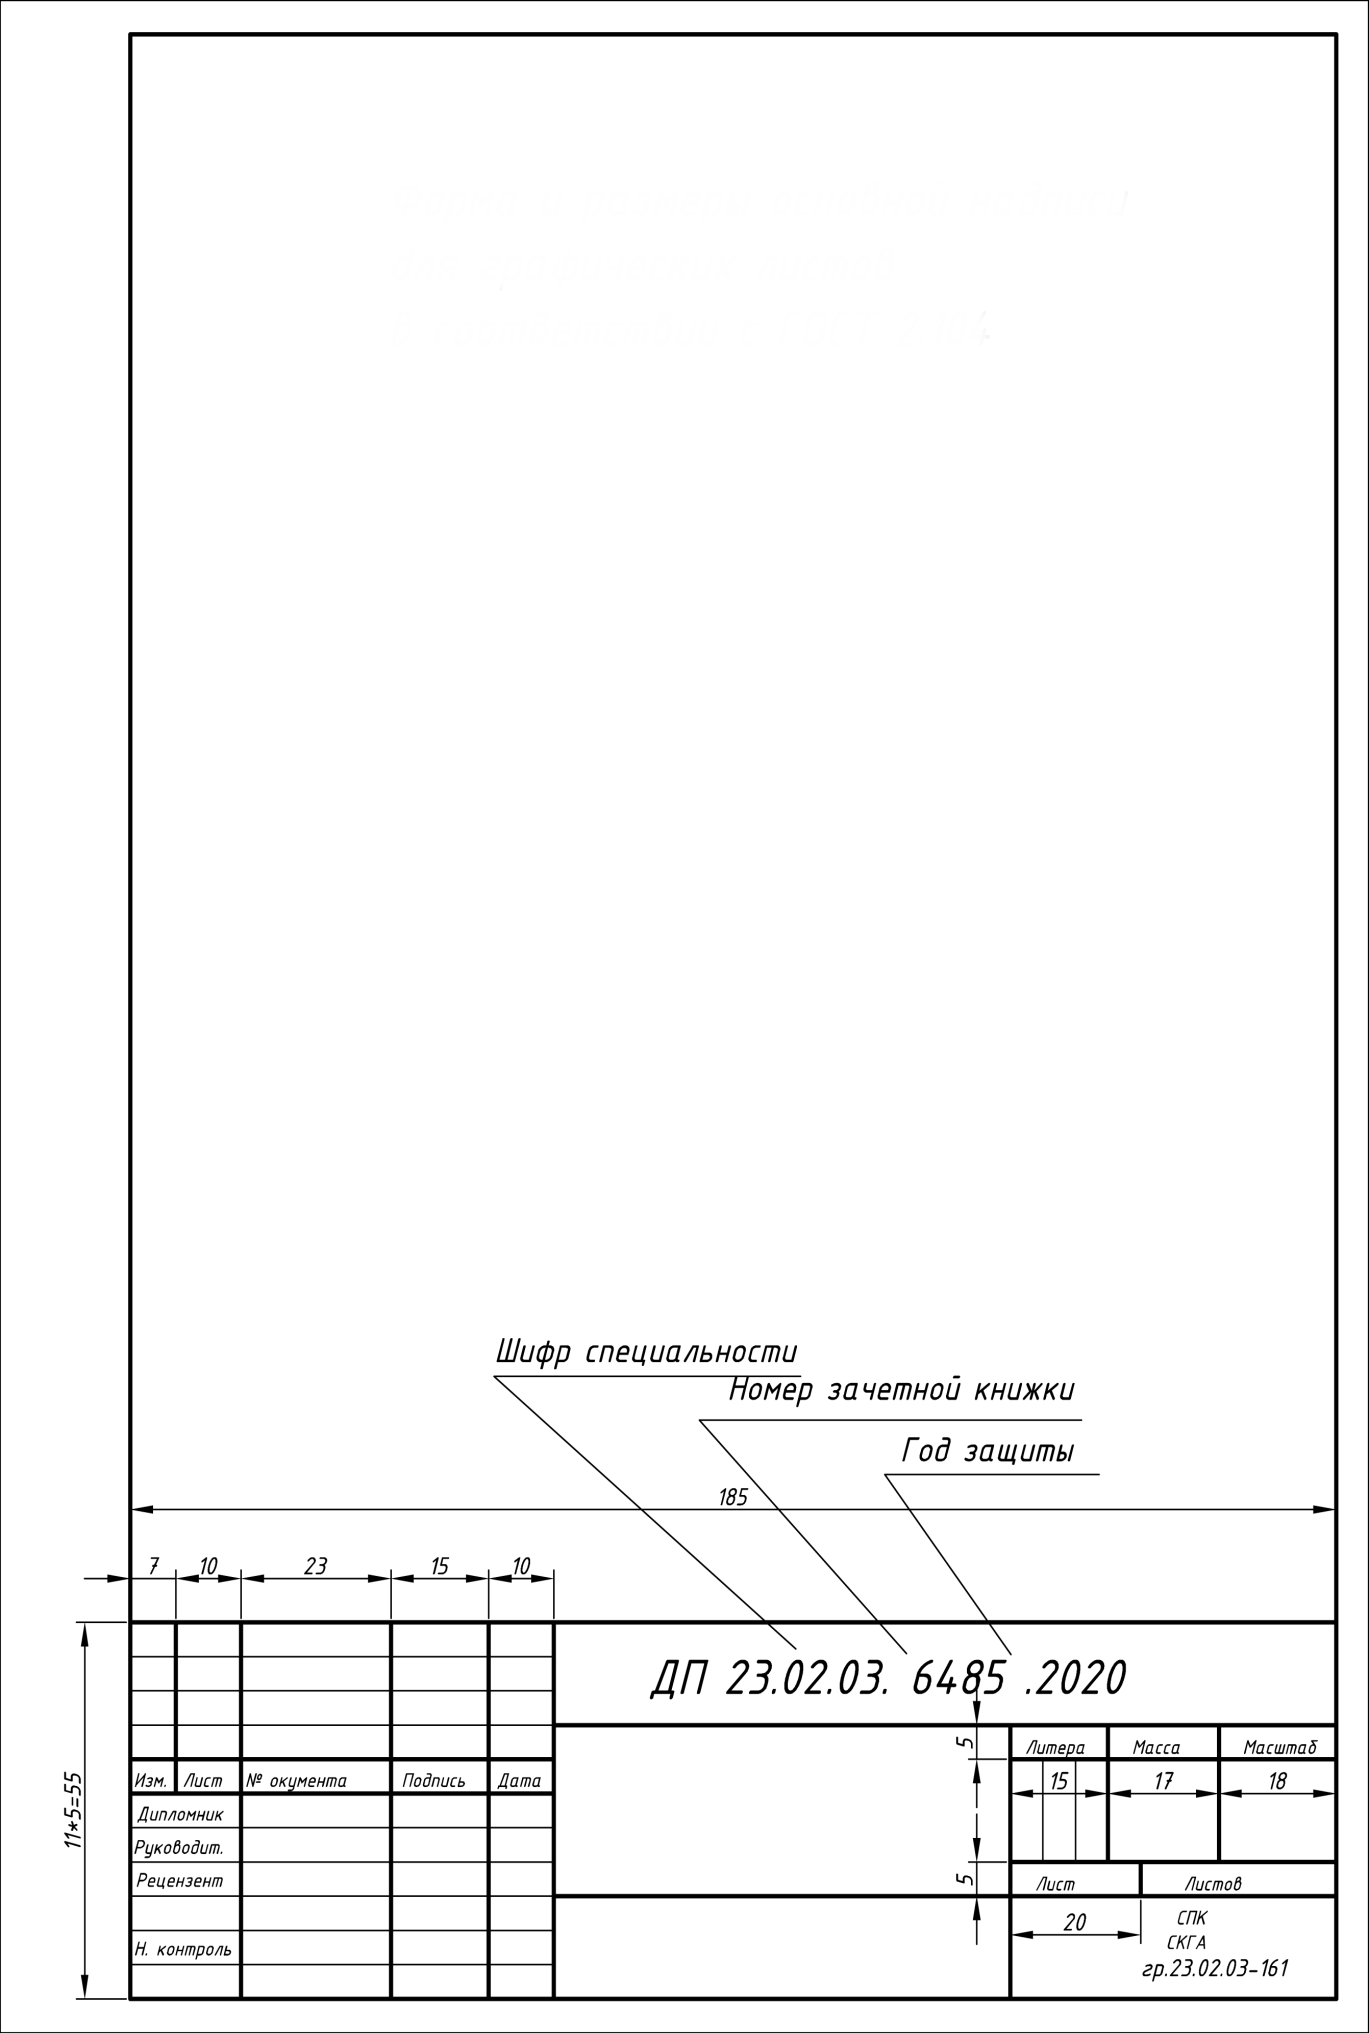 Шифр специальности
Номер зачетной книжки
Год защиты
185
7 10 23 15 10
ДП 23.02.03. 6485 .2020
11*5=55
5
Литера Масса Масштаб
Изм. Лист № окумента Подпись Дата
15 17 18
Дипломник
Руководит.
Рецензент
5
Лист Листов
20
СПК
СКГА
Н. контроль
гр.23.02.03-161